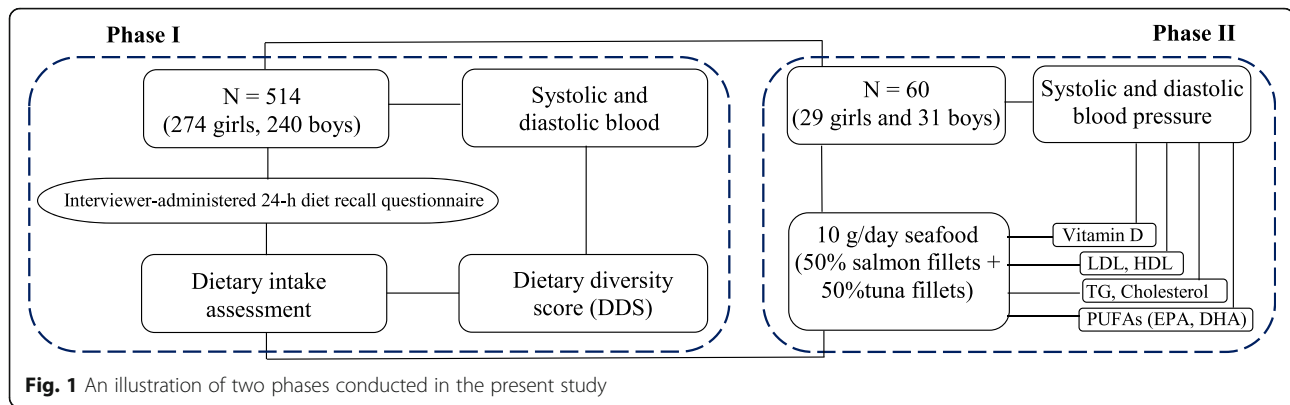 Phase I
N = 514
(274 girls, 240 boys)
Systolic and
diastolic blood
Interviewer-administered 24-h diet recall questionnaire
Dietary intake
assessment
Dietary diversity
score (DDS)
Phase II
N = 60
(29 girls and 31 boys)
Systolic and diastolic
blood pressure
10 g/day seafood
(50% salmon fillets +
50%tuna fillets)
Vitamin D
LDL, HDL
TG, Cholesterol
PUFAs (EPA, DHA)
Fig. 1 An illustration of two phases conducted in the present study